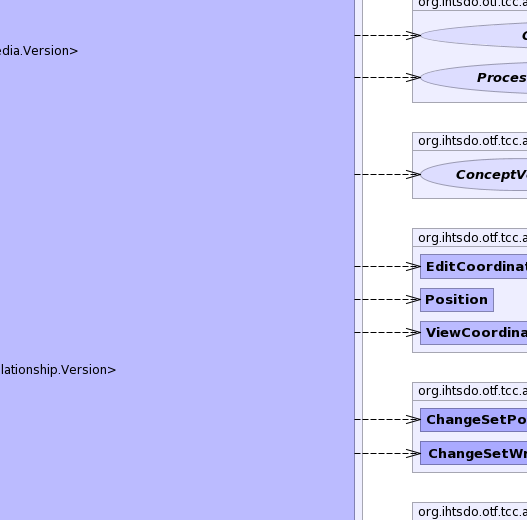 org.ihtsdo.otf.tcc.a
edia.Version>
Proces
org.ihtsdo.otf.tcc.a
ConceptV
org.ihtsdo.otf.tcc.a
EditCoordinat
Position
ViewCoordina
lationship.Version>
org.ihtsdo.otf.tcc.a
ChangeSetPo
ChangeSetWr
org.ihtsdo.otf.tcc.a